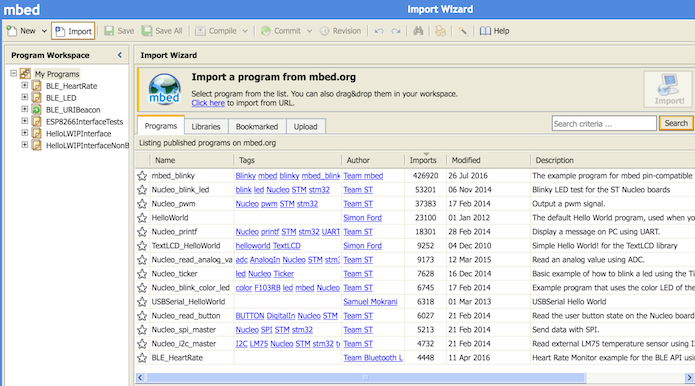 mbed Import Wizard
New Import Save Save All Compile Commit Revision Help
Program Workspace
My Programs
BLE_HeartRate
BLE_LED
BLE_URIBeacon
ESP8266InterfaceTests
HelloLWIPInterface
HelloLWIPInterfaceNonB
Import Wizard
mbed
Import a program from mbed.org
Select program from the list. You can also drag&drop them in your workspace.
Click here to import from URL.
Import!
Programs Libraries Bookmarked Upload
Search criteria ... Search
Listing published programs on mbed.org
Name Tags Author Imports Modified Description
mbed_blinky Blinky mbed blinky mbed_blink Team mbed 426920 26 Jul 2016 The example program for mbed pin-compatible
Nucleo_blink_led blink led Nucleo STM stm32 Team ST 53201 06 Nov 2014 Blinky LED test for the ST Nucleo boards
Nucleo_pwm Nucleo pwm STM stm32 Team ST 37383 17 Feb 2014 Output a pwm signal.
HelloWorld Simon Ford 23100 01 Jan 2012 The default Hello World program, used when you
Nucleo_printf Nucleo printf STM stm32 UART Team ST 18301 28 Feb 2014 Display a message on PC using UART.
TextLCD_HelloWorld helloworld TextLCD Simon Ford 9252 04 Dec 2010 Simple Hello World! for the TextLCD library
Nucleo_read_analog_va adc AnalogIn Nucleo STM stm Team ST 9173 12 Mar 2015 Read an analog value using ADC.
Nucleo_ticker led Nucleo Ticker Team ST 7628 16 Dec 2014 Basic example of how to blink a led using the Ti
Nucleo_blink_color_led color F103RB led mbed Nucleo Team ST 6745 17 Feb 2014 Example program that uses the color LED of the
USBSerial_HelloWorld Samuel Mokrani 6318 01 Mar 2013 USBSerial Hello World
Nucleo_read_button BUTTON DigitalIn Nucleo STM Team ST 6027 21 Feb 2014 Read the user button state on the Nucleo board
Nucleo_spi_master Nucleo SPI STM stm32 Team ST 5213 21 Feb 2014 Send data with SPI.
Nucleo_i2c_master I2C LM75 Nucleo STM stm32 t Team ST 4732 21 Feb 2014 Read external LM75 temperature sensor using I
BLE_HeartRate Team Bluetooth L 4448 11 Apr 2016 Heart Rate Monitor example for the BLE API usin